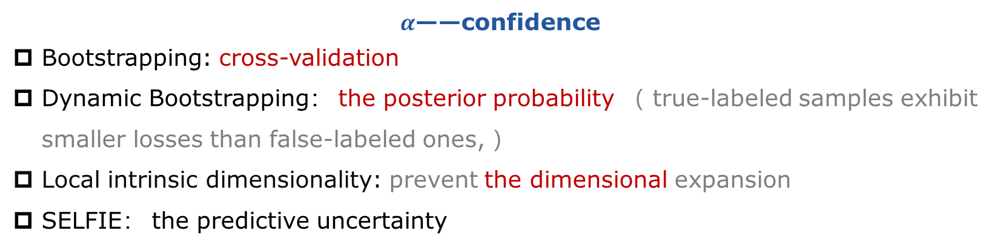 α——confidence
Bootstrapping: cross-validation
Dynamic Bootstrapping： the posterior probability （ true-labeled samples exhibit
smaller losses than false-labeled ones, ）
Local intrinsic dimensionality: prevent the dimensional expansion
SELFIE： the predictive uncertainty